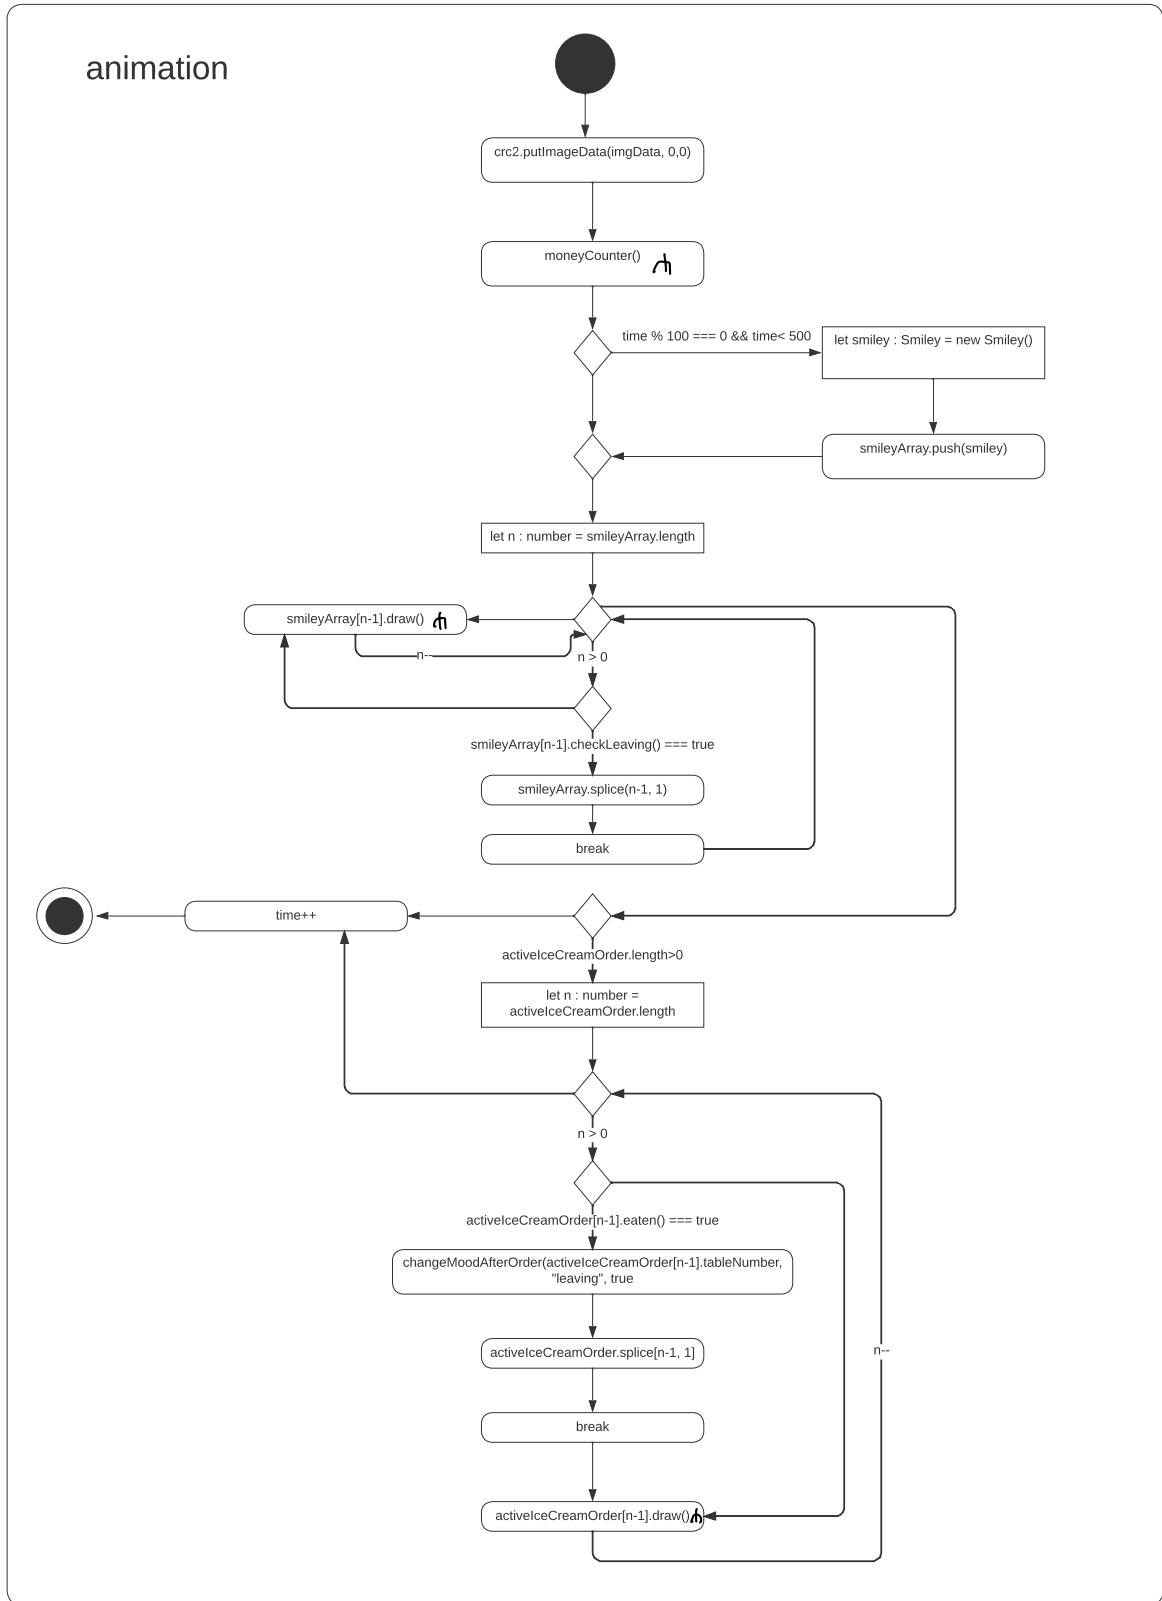 animation
crc2.putImageData(imgData, 0,0)
moneyCounter()
time % 100 === 0 && time< 500
let smiley : Smiley = new Smiley()
smileyArray.push(smiley)
let n : number = smileyArray.length
smileyArray[n-1].draw()
n--
n > 0
smileyArray[n-1].checkLeaving() === true
smileyArray.splice(n-1, 1)
break
time++
activeIceCreamOrder.length>0
let n : number =
activeIceCreamOrder.length
n > 0
activeIceCreamOrder[n-1].eaten() === true
changeMoodAfterOrder(activeIceCreamOrder[n-1].tableNumber,
"leaving", true
activeIceCreamOrder.splice[n-1, 1]
n--
break
activeIceCreamOrder[n-1].draw()